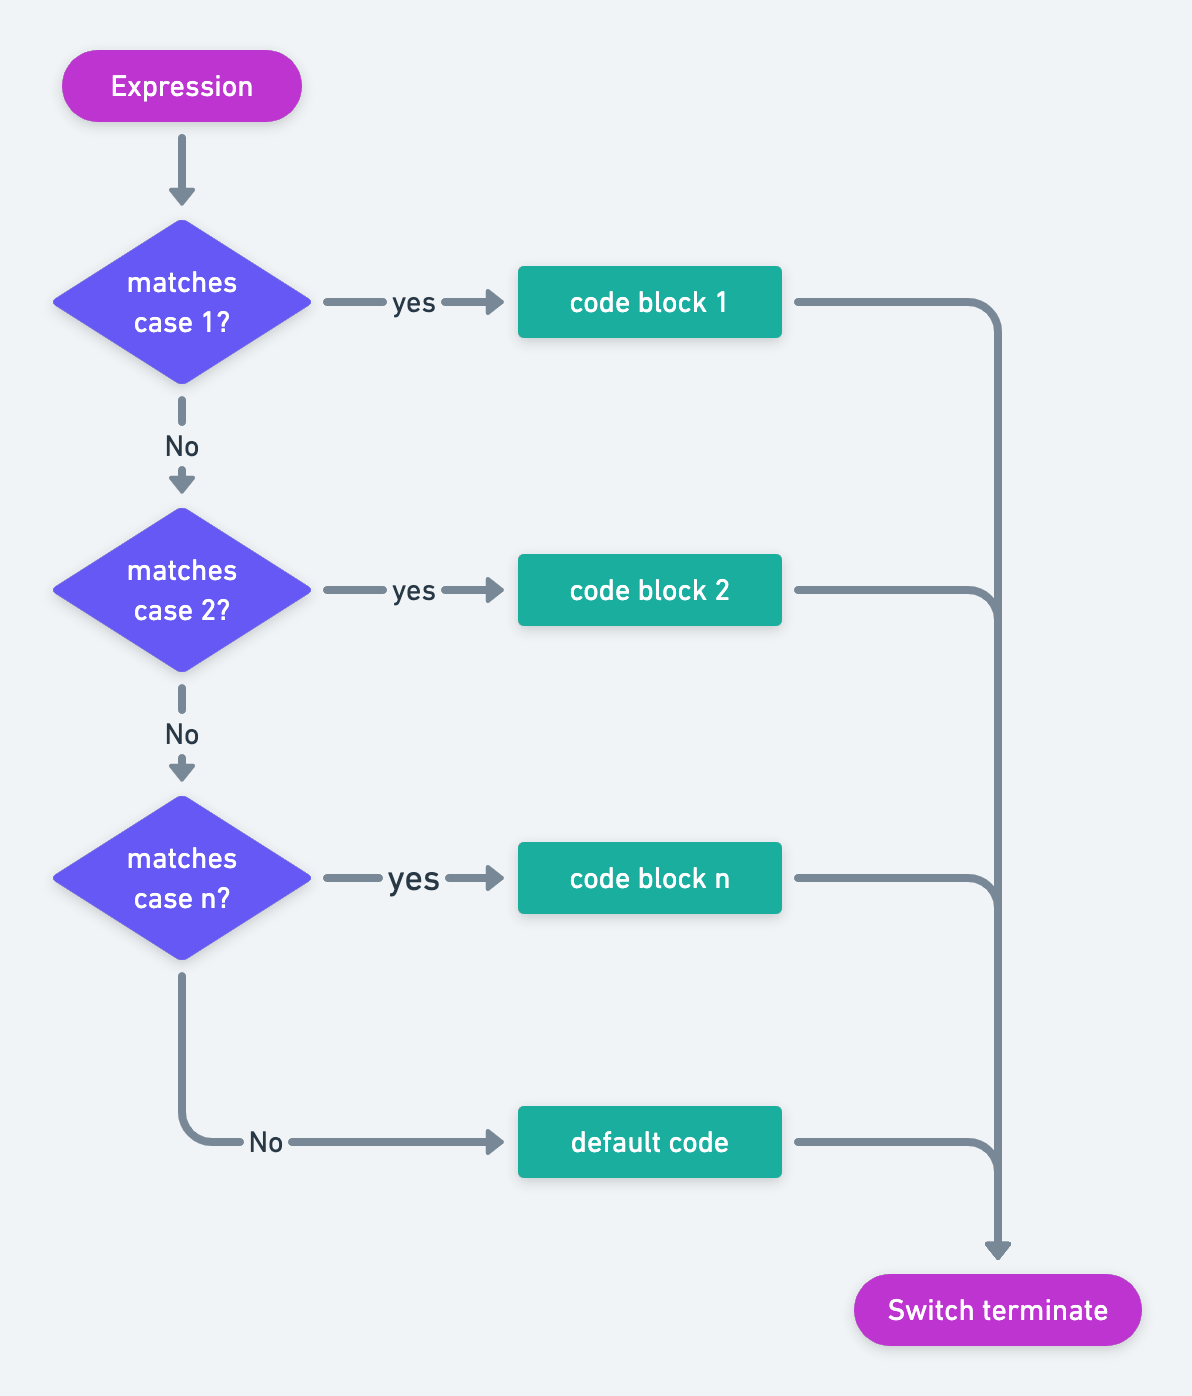 Expression
matches
case 1?
yes
code block 1
No
matches
case 2?
yes
code block 2
No
matches
case n?
yes
code block n
No
default code
Switch terminate